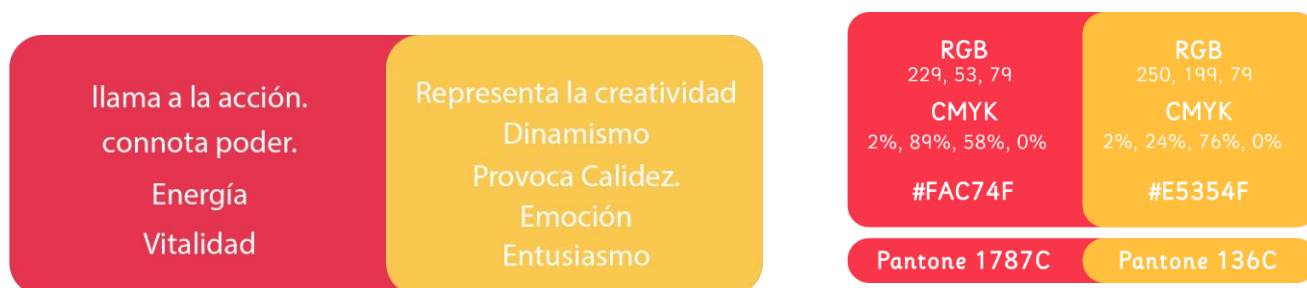 llama a la acción.
connota poder.
Energía
Vitalidad
Representa la creatividad
Dinamismo
Provoca Calidez.
Emoción
Entusiasmo
RGB
229, 53, 79
CMYK
2%, 89%, 58%, 0%
#FAC74F
RGB
250, 199, 79
CMYK
2%, 24%, 76%, 0%
#E5354F
Pantone 1787C
Pantone 136C